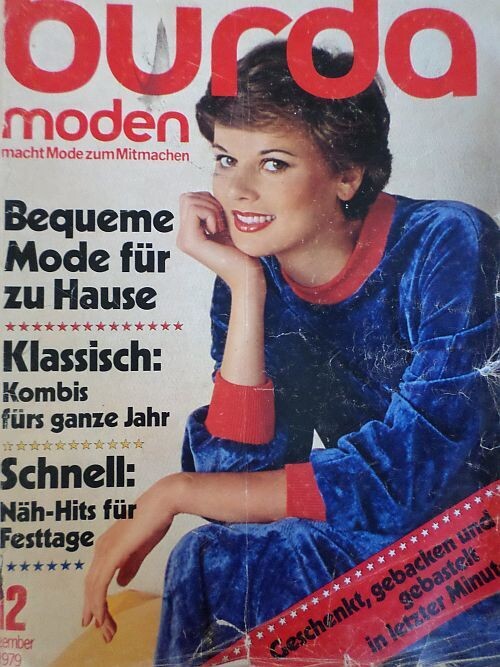 burda
moden
macht Mode zum Mitmachen
Bequeme
Mode für
zu Hause
Klassisch:
Kombis
fürs ganze Jahr
Schnell:
Näh-Hits für
Festtage
12
1979
Geschenkt, gebacken und
gebastelt
in letzter